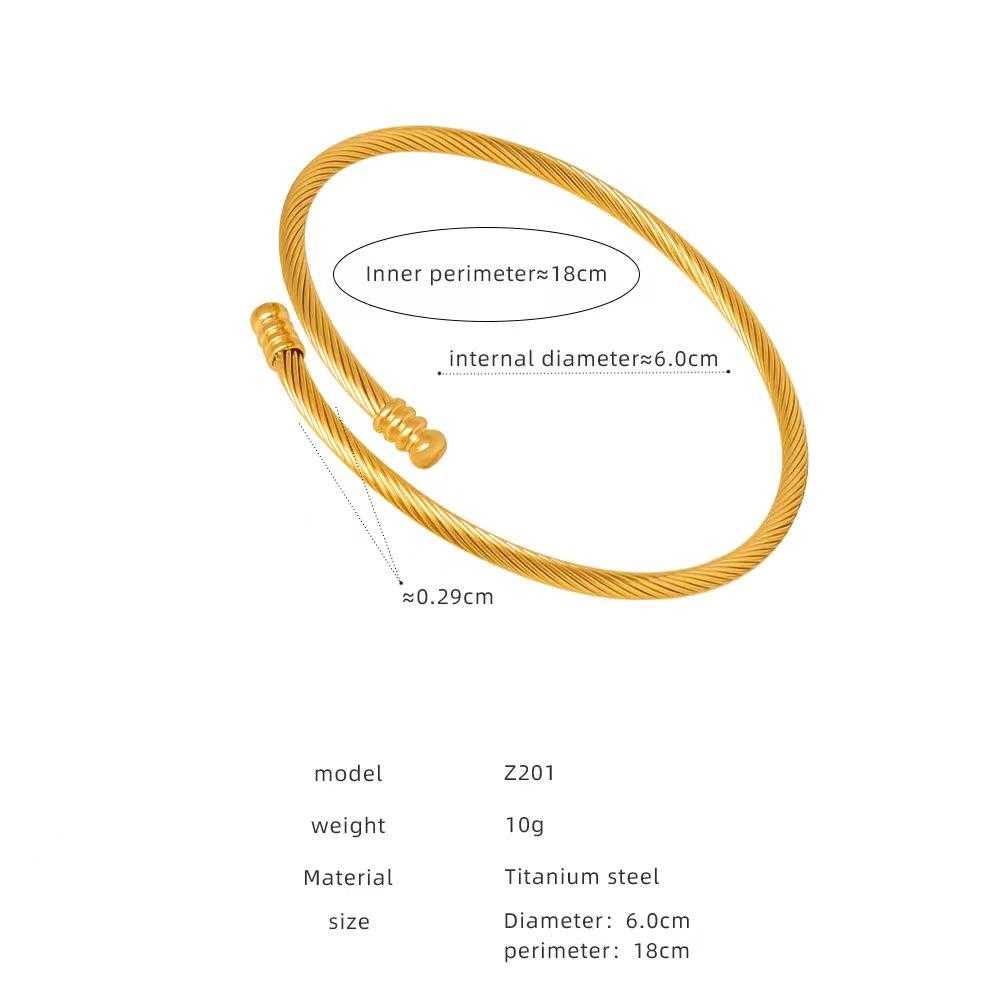 Inner perimeter≈18cm
internal diameter≈6.0cm
≈0.29cm
model Z201
weight 10g
Material Titanium steel
size Diameter: 6.0cm
perimeter: 18cm